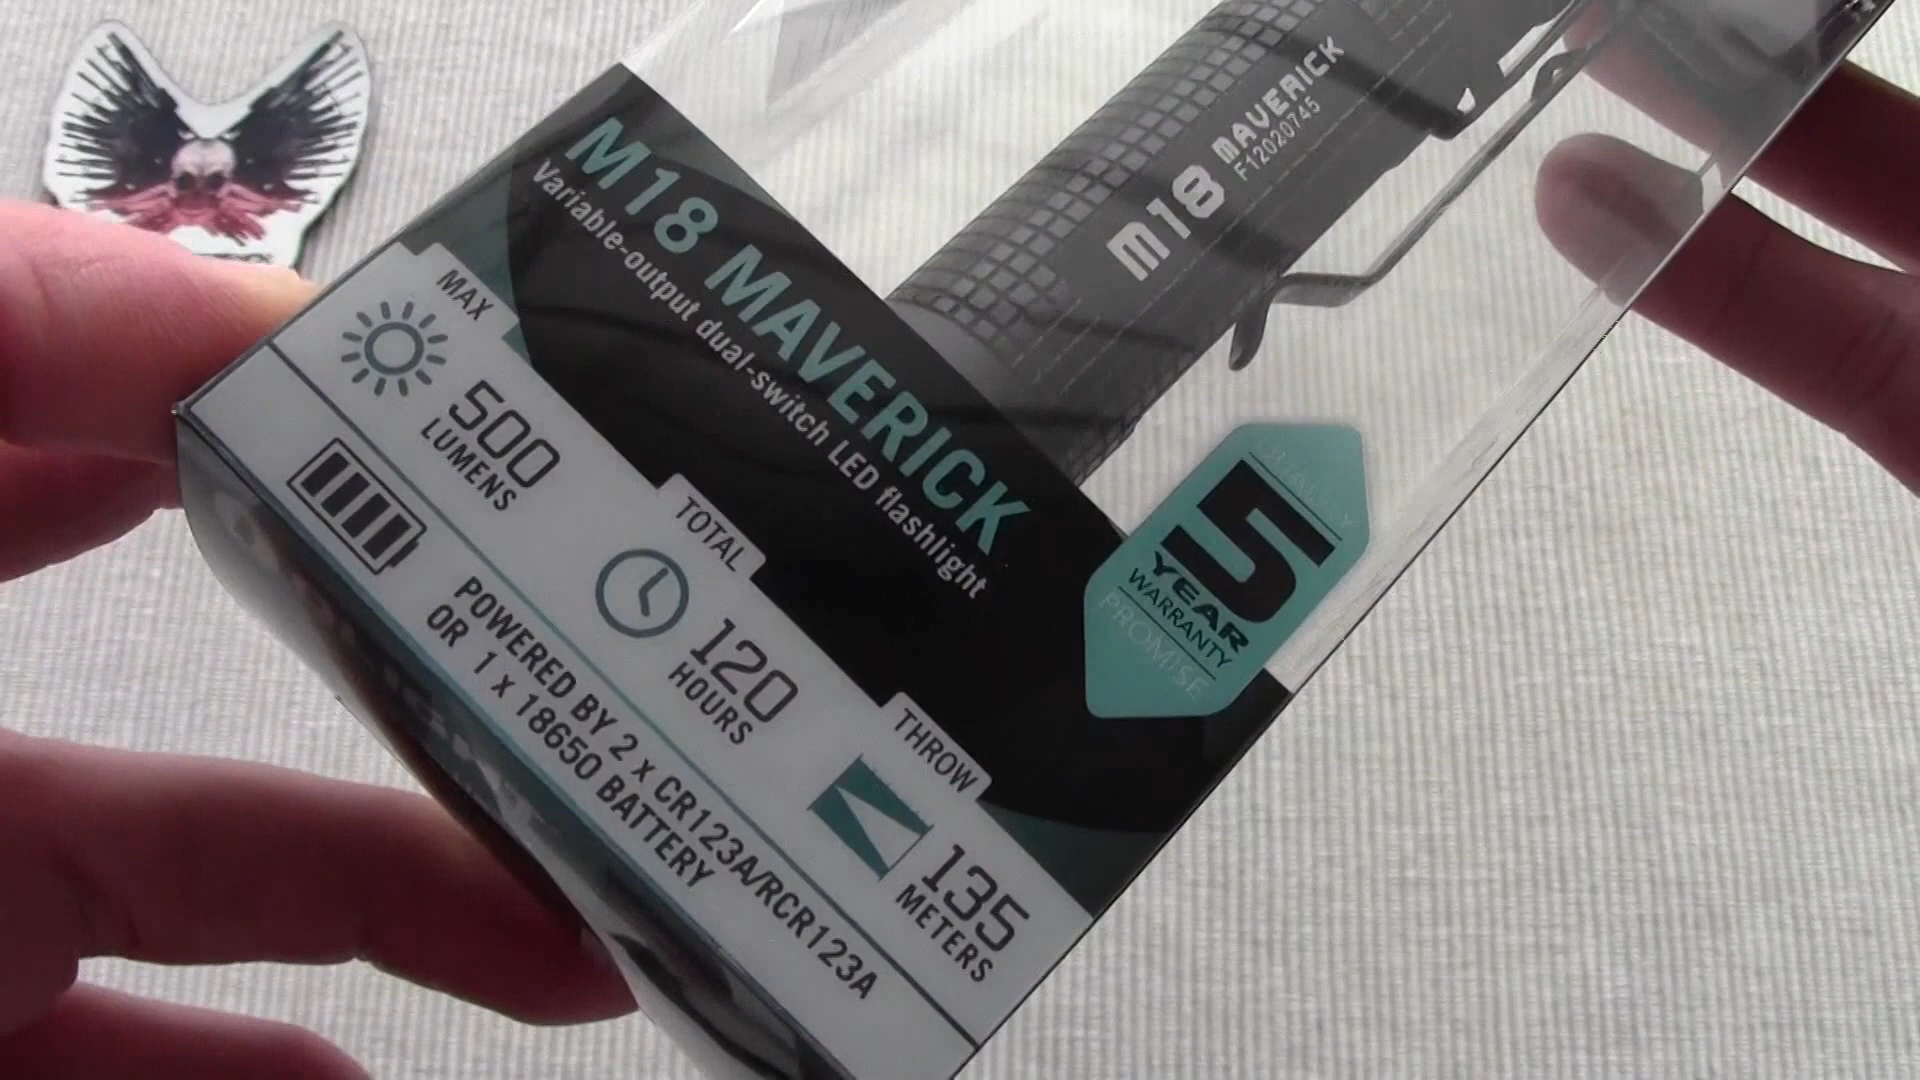 M18 MAVERICK
F12020745
M18 MAVERICK
Variable-output dual-switch LED flashlight
MAX
500
LUMENS
TOTAL
120
HOURS
THROW
135
METERS
POWERED BY 2 x CR123A/RCR123A
OR 1 x 18650 BATTERY
QUALITY
5
YEAR
WARRANTY
PROMISE